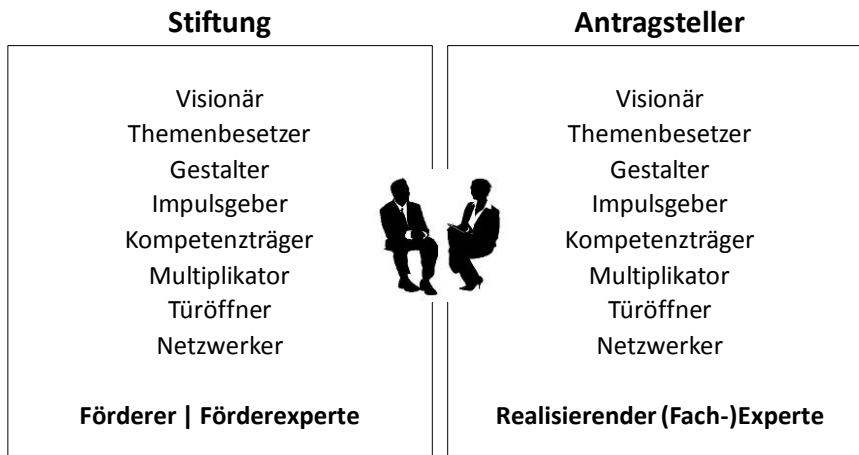 Stiftung
Visionär
Themenbesetzer
Gestalter
Impulsgeber
Kompetenzträger
Multiplikator
Türöffner
Netzwerker
Förderer | Förderexperte
Antragsteller
Visionär
Themenbesetzer
Gestalter
Impulsgeber
Kompetenzträger
Multiplikator
Türöffner
Netzwerker
Realisierender (Fach-)Experte